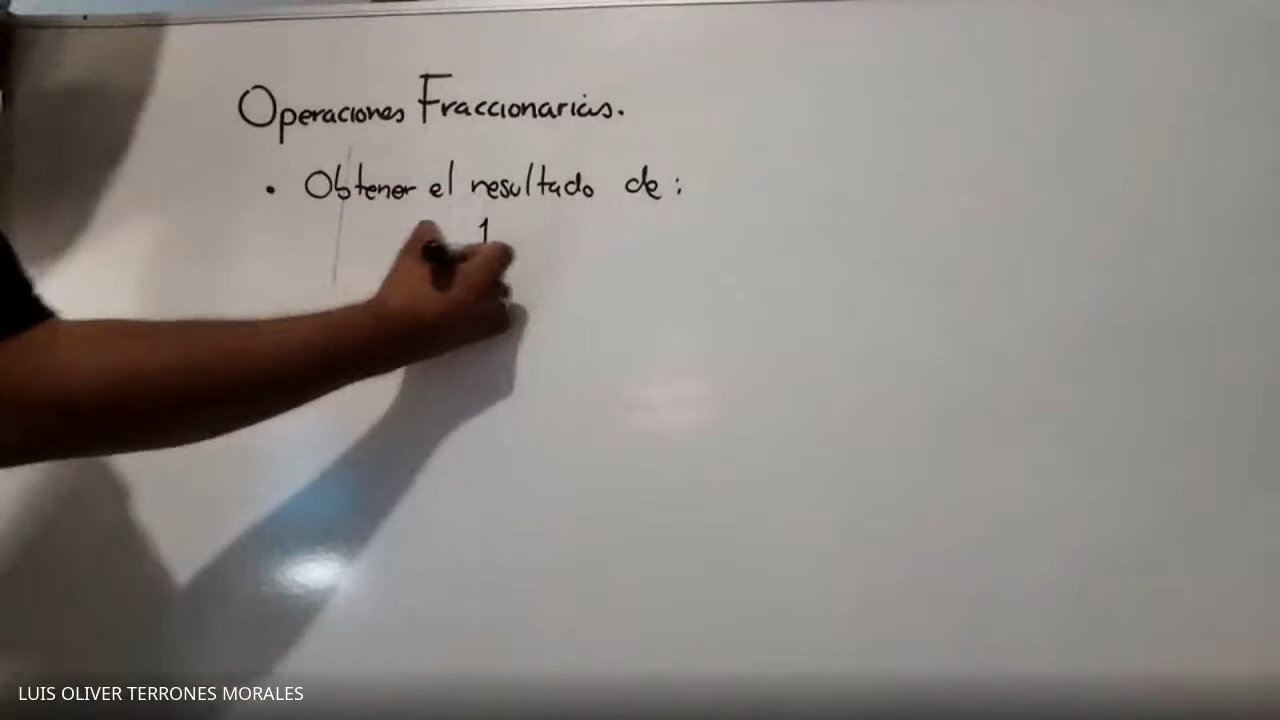 Operaciones Fraccionarias.
• Obtener el resultado de:
1
LUIS OLIVER TERRONES MORALES